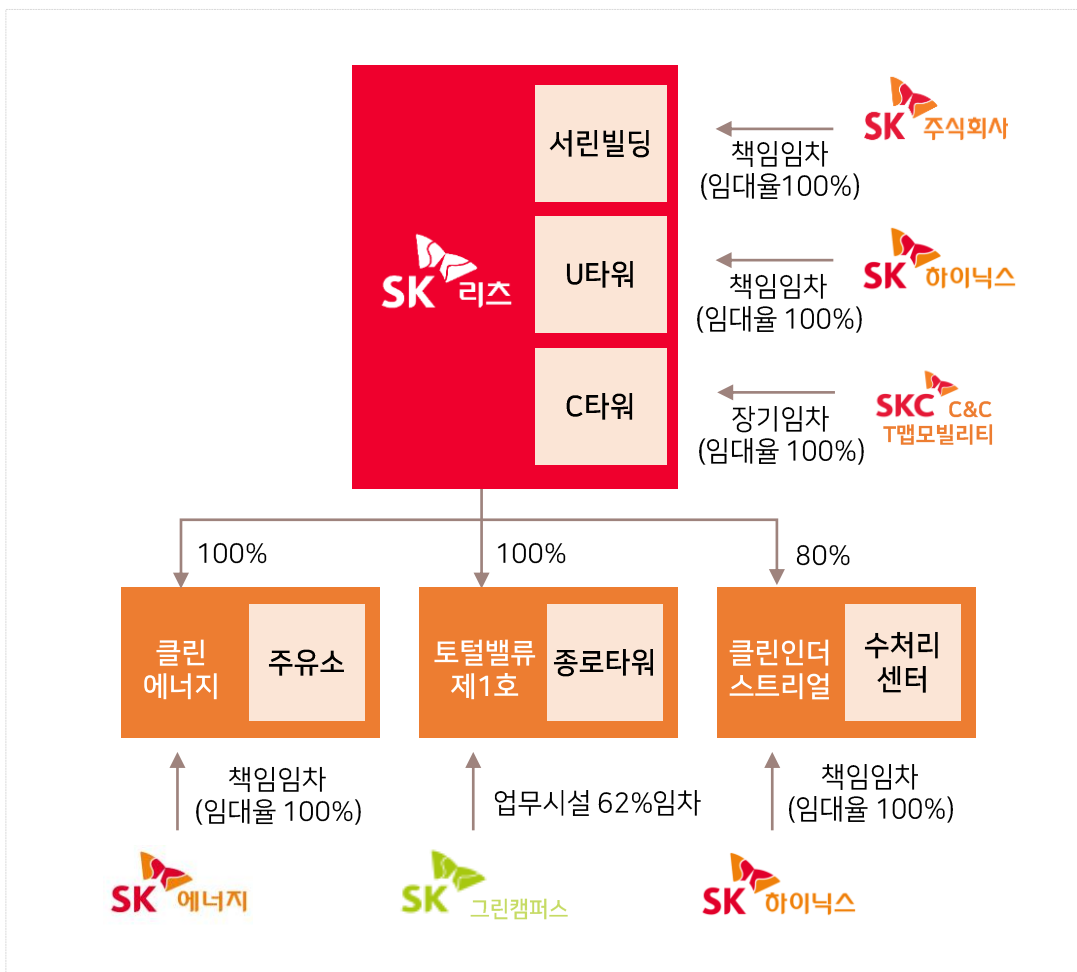 SK 리츠
서린빌딩
책임임차
(임대율100%)
SK 주식회사
U타워
책임임차
(임대율 100%)
SK 하이닉스
C타워
장기임차
(임대율 100%)
SKC C&C
T맵모빌리티
100%
100%
80%
클린
에너지
주유소
토털밸류
제1호
종로타워
클린인더
스트리얼
수처리
센터
책임임차
(임대율 100%)
업무시설 62%임차
책임임차
(임대율 100%)
SK 에너지
SK 그린캠퍼스
SK 하이닉스